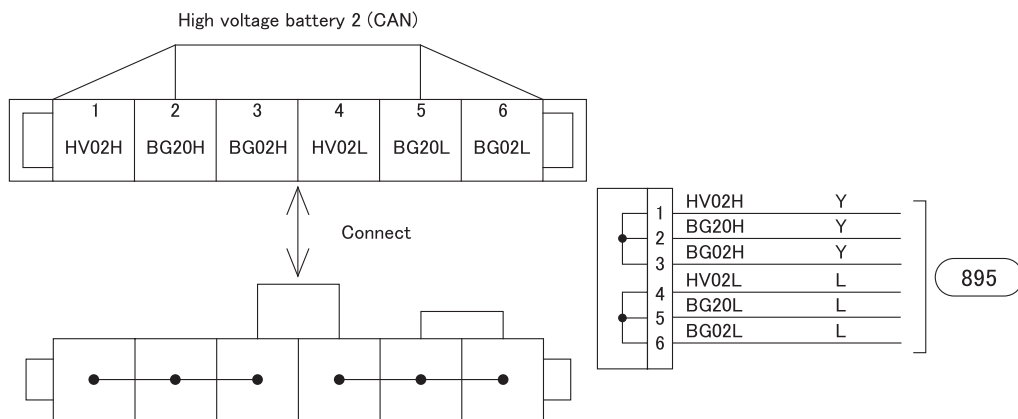 High voltage battery 2 (CAN)
1 2 3 4 5 6
HV02H BG20H BG02H HV02L BG20L BG02L
Connect
1 HV02H Y
2 BG20H Y
3 BG02H Y
4 HV02L L
5 BG20L L
6 BG02L L
895